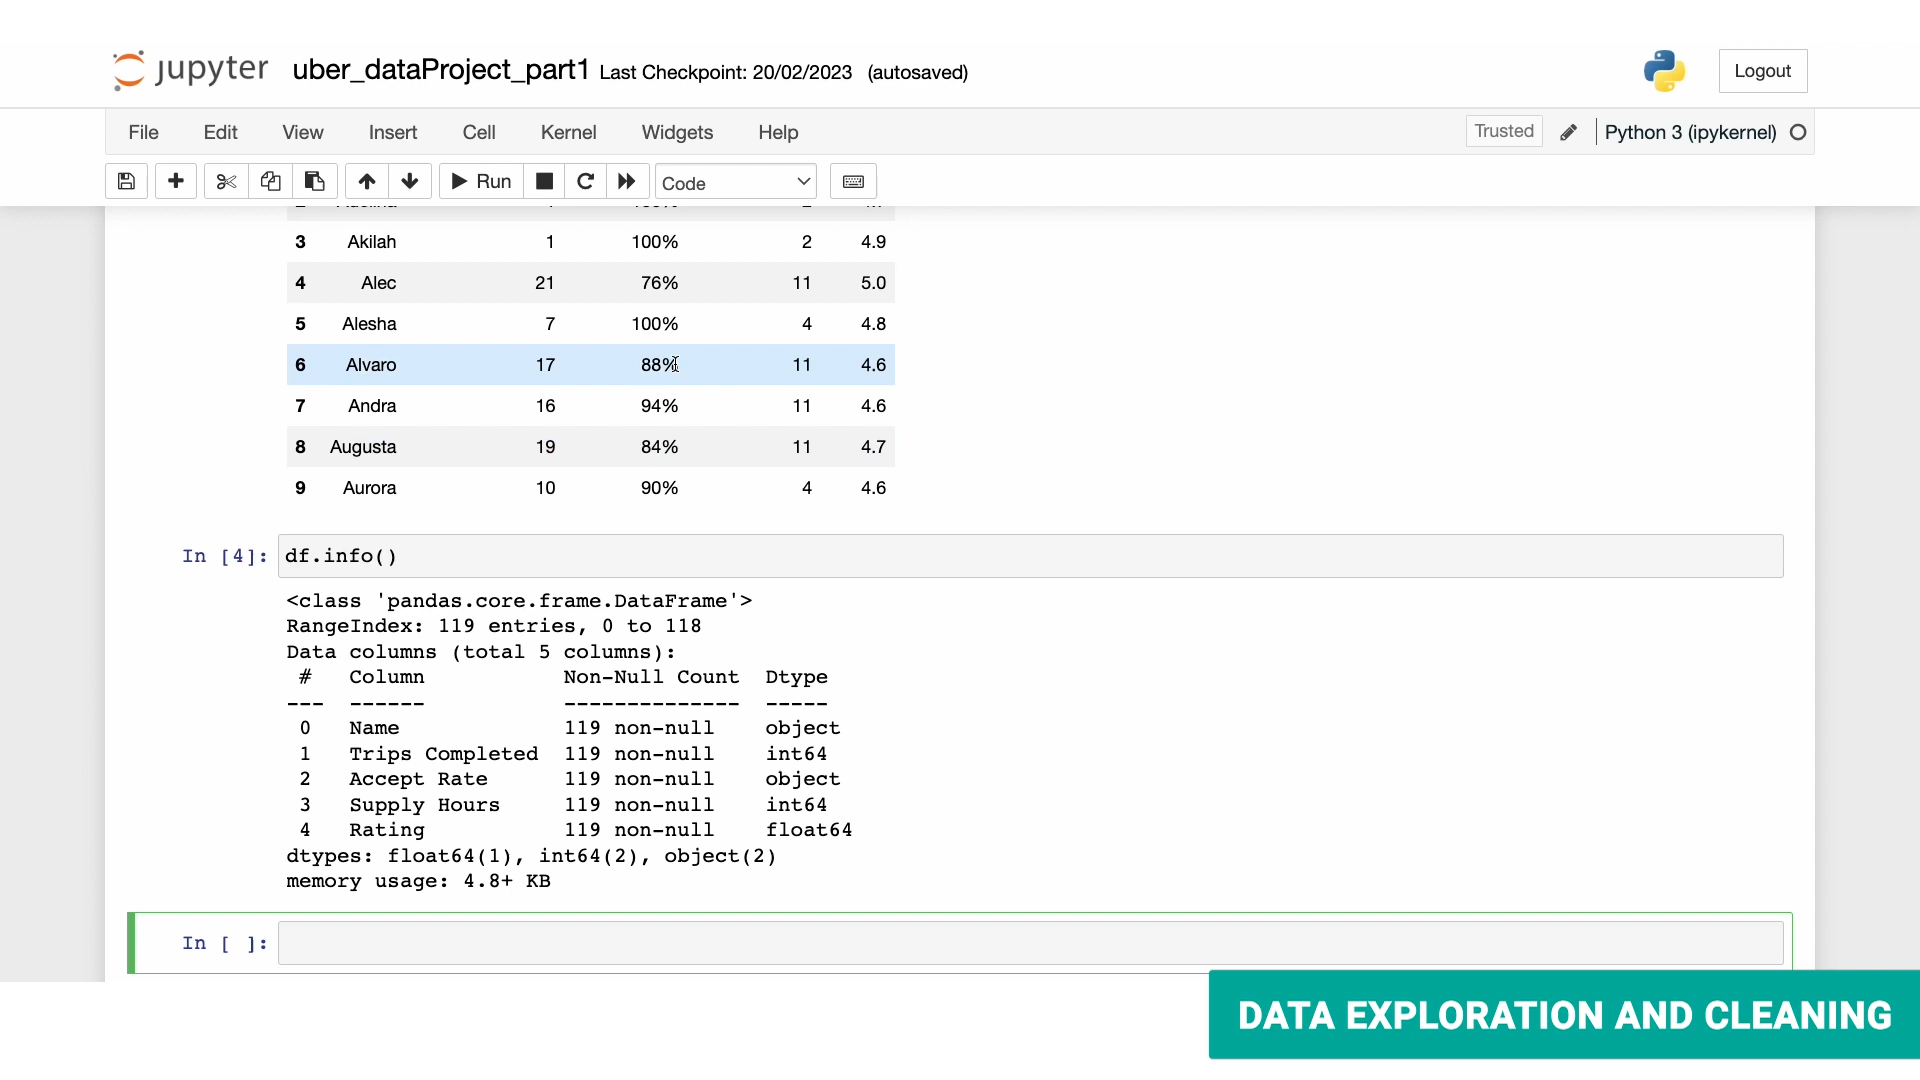 jupyter uber_dataProject_part1 Last Checkpoint: 20/02/2023 (autosaved)
Logout
File Edit View Insert Cell Kernel Widgets Help
Trusted Python 3 (ipykernel)
Run Code
3 Akilah 1 100% 2 4.9
4 Alec 21 76% 11 5.0
5 Alesha 7 100% 4 4.8
6 Alvaro 17 88% 11 4.6
7 Andra 16 94% 11 4.6
8 Augusta 19 84% 11 4.7
9 Aurora 10 90% 4 4.6
In [4]: df.info()
<class 'pandas.core.frame.DataFrame'>
RangeIndex: 119 entries, 0 to 118
Data columns (total 5 columns):
# Column Non-Null Count Dtype
--- ------ -------------- -----
0 Name 119 non-null object
1 Trips Completed 119 non-null int64
2 Accept Rate 119 non-null object
3 Supply Hours 119 non-null int64
4 Rating 119 non-null float64
dtypes: float64(1), int64(2), object(2)
memory usage: 4.8+ KB
In [ ]:
DATA EXPLORATION AND CLEANING